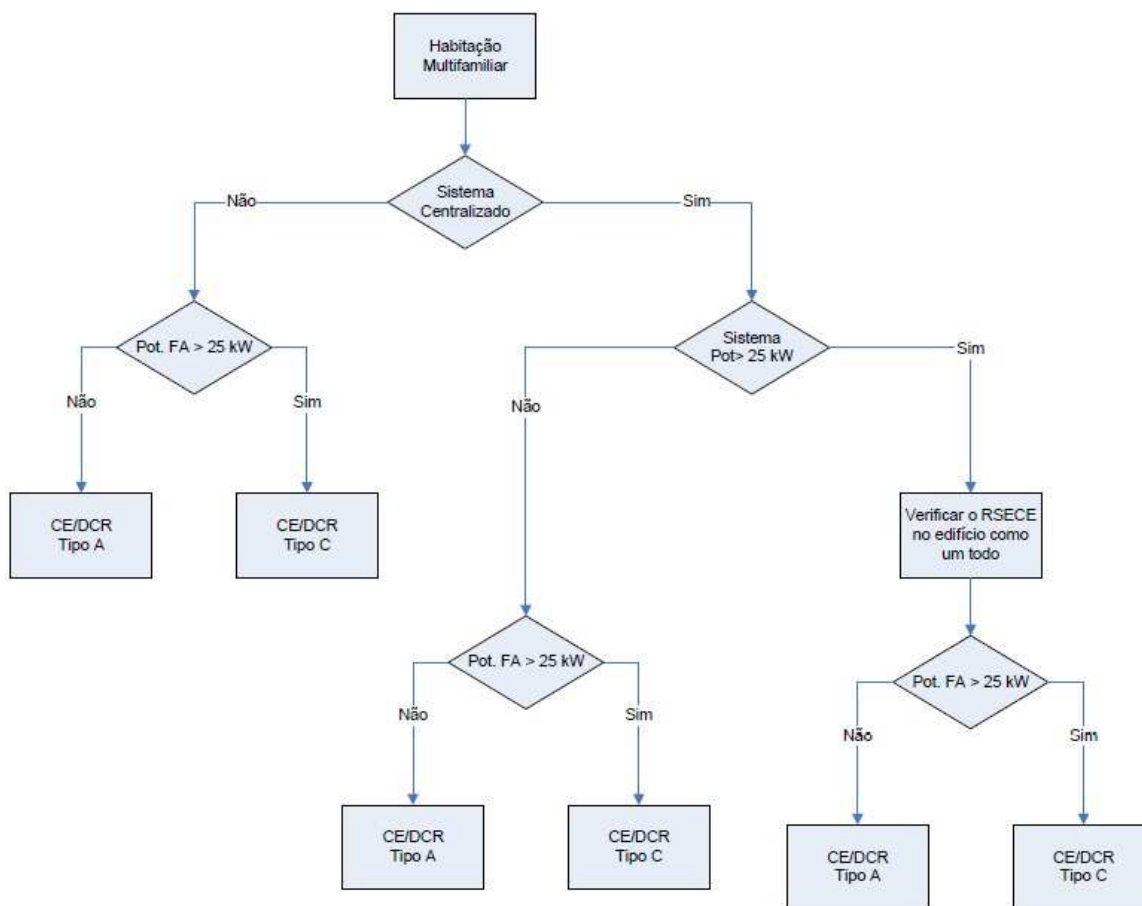 Habitação
Multifamiliar
Sistema
Centralizado
Não
Sim
Pot. FA > 25 kW
Não
Sim
CE/DCR
Tipo A
CE/DCR
Tipo C
Sistema
Pot> 25 kW
Não
Sim
Pot. FA > 25 kW
Não
Sim
CE/DCR
Tipo A
CE/DCR
Tipo C
Verificar o RSECE
no edifício como
um todo
Pot. FA > 25 kW
Não
Sim
CE/DCR
Tipo A
CE/DCR
Tipo C